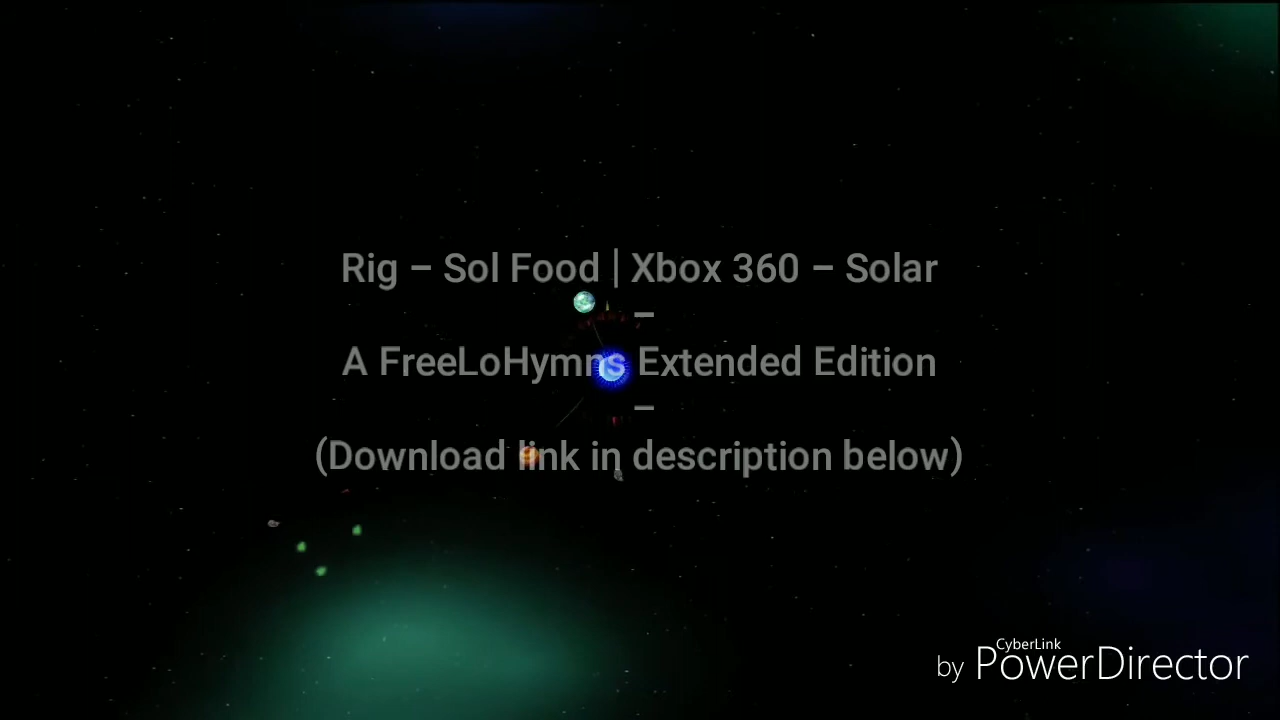 Rig – Sol Food | Xbox 360 – Solar
–
A FreeLoHymns Extended Edition
–
(Download link in description below)
CyberLink
by PowerDirector